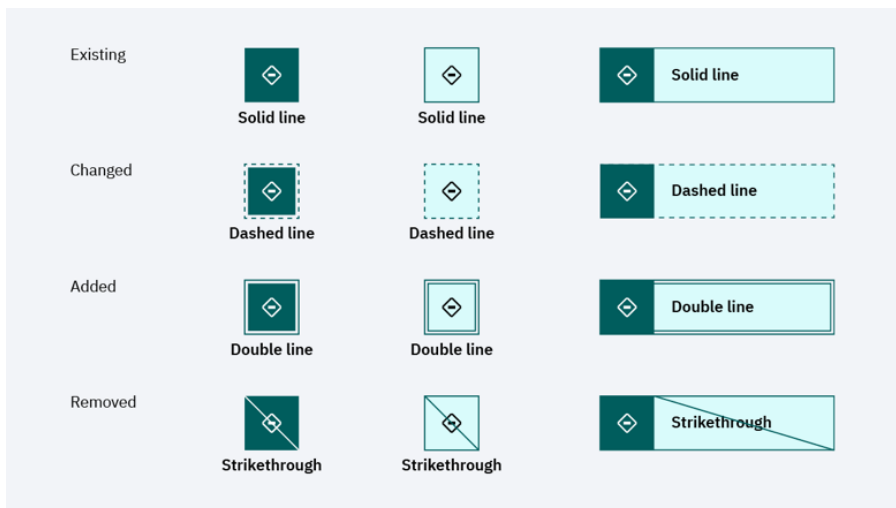 Existing
Solid line
Solid line
Solid line
Changed
Dashed line
Dashed line
Dashed line
Added
Double line
Double line
Double line
Removed
Strikethrough
Strikethrough
Strikethrough